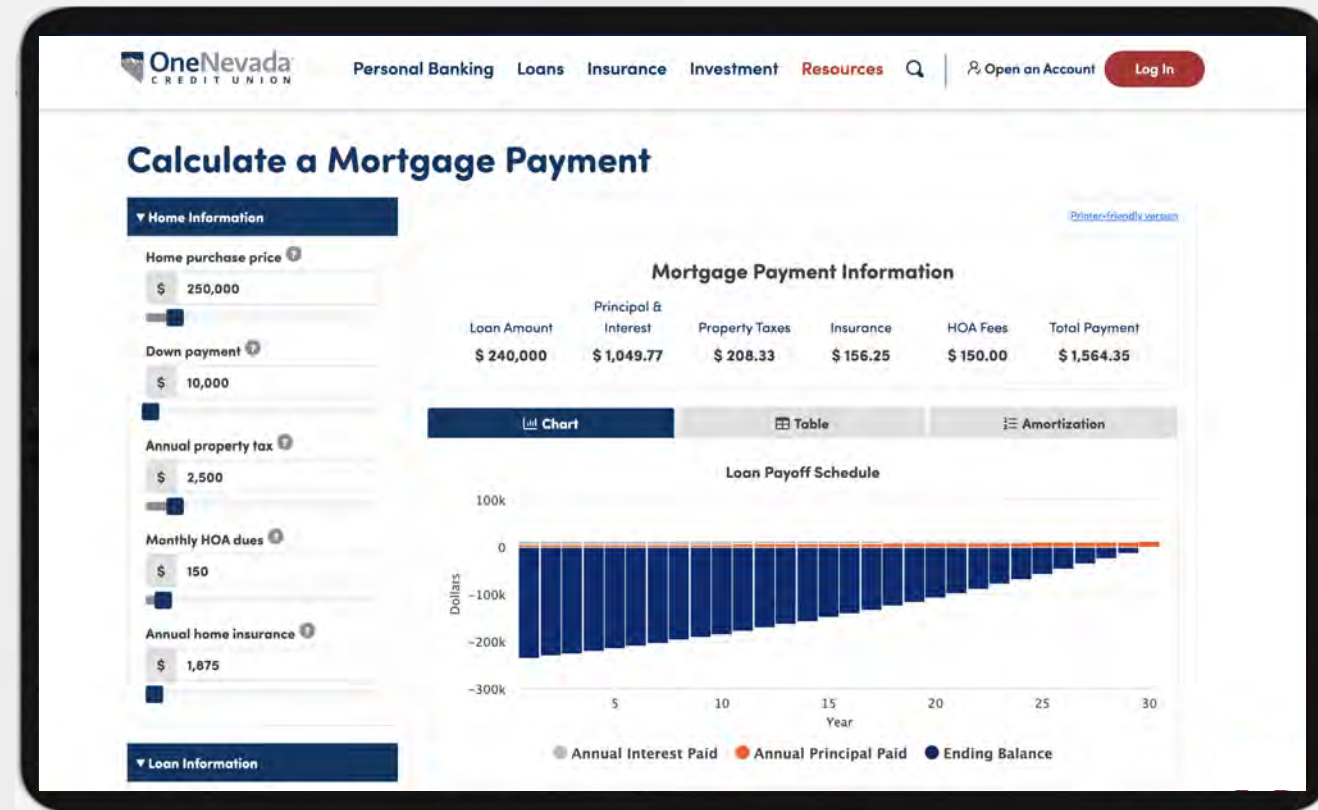 OneNevada
CREDIT UNION
Personal Banking Loans Insurance Investment Resources Open an Account Log In
Calculate a Mortgage Payment
▼ Home Information
Home purchase price ?
$ 250,000
Down payment ?
$ 10,000
Annual property tax ?
$ 2,500
Monthly HOA dues ?
$ 150
Annual home insurance ?
$ 1,875
▼ Loan Information
Printer-friendly version
Mortgage Payment Information
Loan Amount
$ 240,000
Principal &
Interest
$ 1,049.77
Property Taxes
$ 208.33
Insurance
$ 156.25
HOA Fees
$ 150.00
Total Payment
$ 1,564.35
Chart
Table
Amortization
Loan Payoff Schedule
Dollars
100k
0
-100k
-200k
-300k
5 10 15 20 25 30
Year
Annual Interest Paid Annual Principal Paid Ending Balance